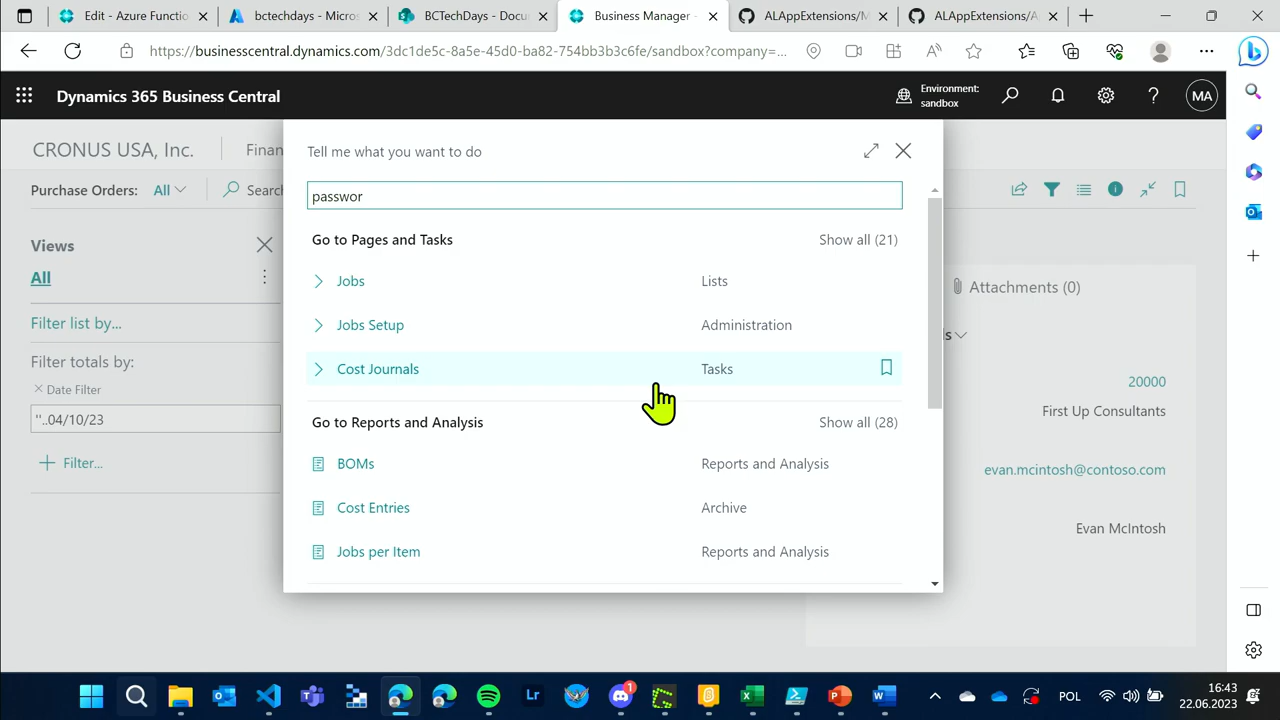 Edit - Azure Functio
bctechdays - Micros
BCTechDays - Docum
Business Manager -
ALAppExtensions/M
ALAppExtensions/A
https://businesscentral.dynamics.com/3dc1de5c-8a5e-45d0-ba82-754bb3b3c6fe/sandbox?company=...
Dynamics 365 Business Central
Environment:
sandbox
MA
CRONUS USA, Inc.
Finan
Tell me what you want to do
Purchase Orders: All
Search
passwor
Views
Go to Pages and Tasks
Show all (21)
All
Jobs
Lists
Attachments (0)
Filter list by...
Jobs Setup
Administration
s
Filter totals by:
Date Filter
Cost Journals
Tasks
20000
''..04/10/23
First Up Consultants
Go to Reports and Analysis
Show all (28)
Filter...
BOMs
Reports and Analysis
evan.mcintosh@contoso.com
Cost Entries
Archive
Evan McIntosh
Jobs per Item
Reports and Analysis
Lr
1
POL
16:43
22.06.2023